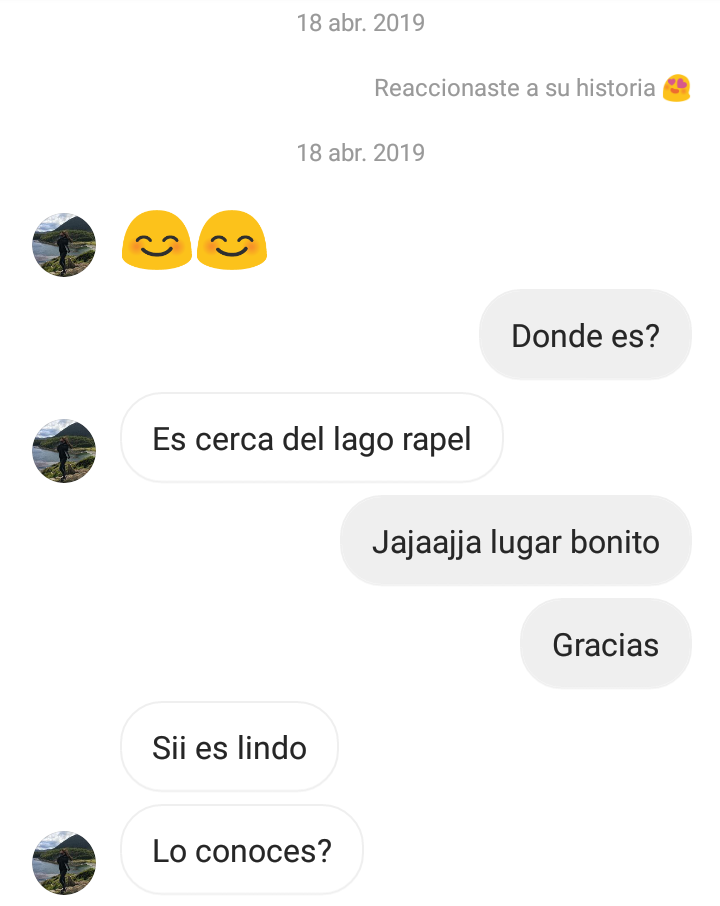 18 abr. 2019
Reaccionaste a su historia 😍
18 abr. 2019
😊😊
Donde es?
Es cerca del lago rapel
Jajaajja lugar bonito
Gracias
Sii es lindo
Lo conoces?